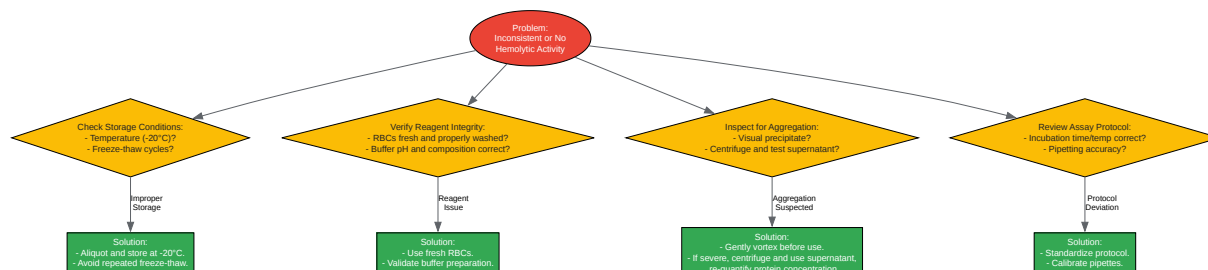 Problem:
Inconsistent or No
Hemolytic Activity
Check Storage Conditions:
- Temperature (-20°C)?
- Freeze-thaw cycles?
Verify Reagent Integrity:
- RBCs fresh and properly washed?
- Buffer pH and composition correct?
Inspect for Aggregation:
- Visual precipitate?
- Centrifuge and test supernatant?
Review Assay Protocol:
- Incubation time/temp correct?
- Pipetting accuracy?
Improper
Storage
Reagent
Issue
Aggregation
Suspected
Protocol
Deviation
Solution:
- Aliquot and store at -20°C.
- Avoid repeated freeze-thaw.
Solution:
- Use fresh RBCs.
- Validate buffer preparation.
Solution:
- Gently vortex before use.
- If severe, centrifuge and use supernatant,
re-quantify protein concentration
Solution:
- Standardize protocol.
- Calibrate pipettes.